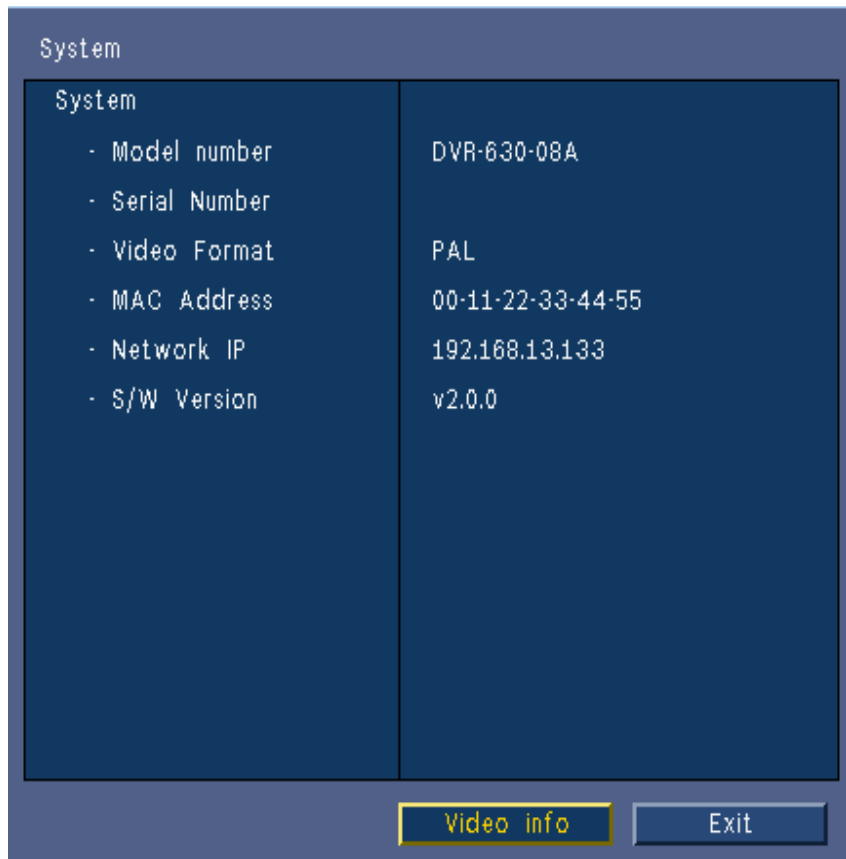 System
System
- Model number DVR-630-08A
- Serial Number
- Video Format PAL
- MAC Address 00-11-22-33-44-55
- Network IP 192.168.13.133
- S/W Version v2.0.0
Video info Exit